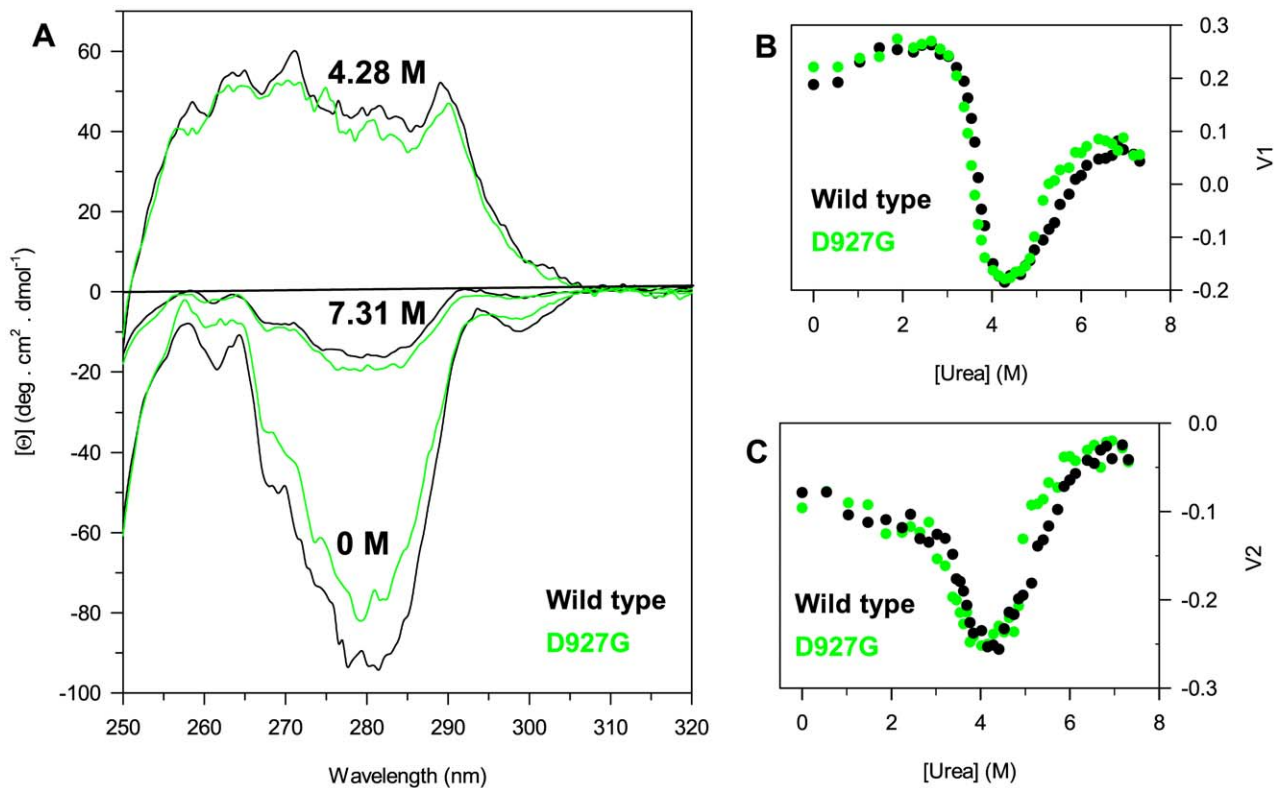 A
60
40
20
0
-20
-40
-60
-80
-100
[Θ] (deg . cm² . dmol⁻¹)
4.28 M
7.31 M
0 M
Wild type
D927G
250 260 270 280 290 300 310 320
Wavelength (nm)
B
0.3
0.2
0.1
0.0
-0.1
-0.2
V1
Wild type
D927G
0 2 4 6 8
[Urea] (M)
C
0.0
-0.1
-0.2
-0.3
V2
Wild type
D927G
0 2 4 6 8
[Urea] (M)